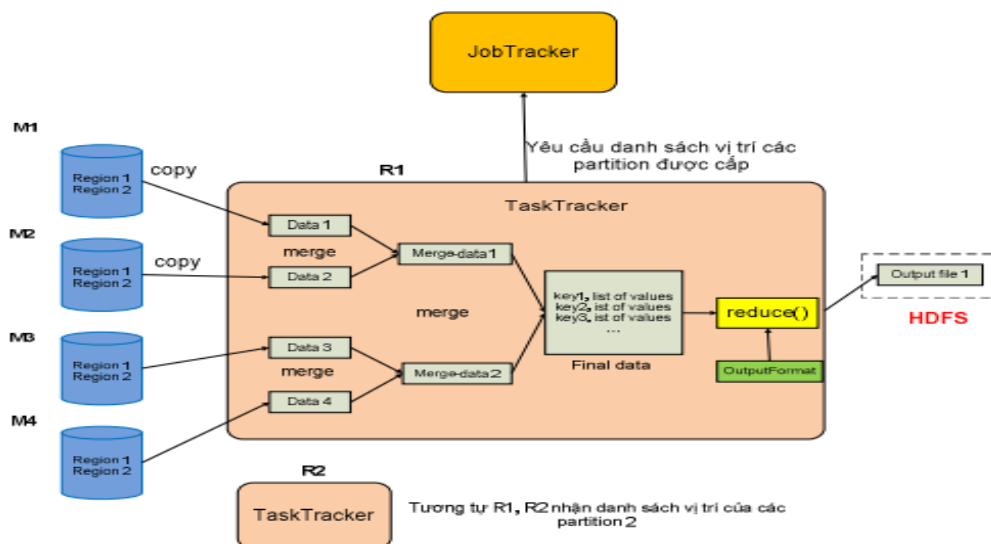 JobTracker
M1
Yêu cầu danh sách vị trí các
partition được cấp
copy
R1
Region 1
Region 2
TaskTracker
Data 1
M2
merge
Merge-data 1
copy
Region 1
Region 2
Data 2
Output file 1
key1, list of values
key2, list of values
key3, list of values
...
merge
reduce()
HDFS
M3
Data 3
Region 1
Region 2
merge
Merge-data 2
Final data
OutputFormat
Data 4
M4
Region 1
Region 2
R2
TaskTracker
Tương tự R1, R2 nhận danh sách vị trí của các
partition 2